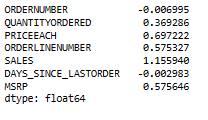 ORDERNUMBER -0.006995
QUANTITYORDERED 0.369286
PRICEEACH 0.697222
ORDERLINENUMBER 0.575327
SALES 1.155940
DAYS_SINCE_LASTORDER -0.002983
MSRP 0.575646
dtype: float64